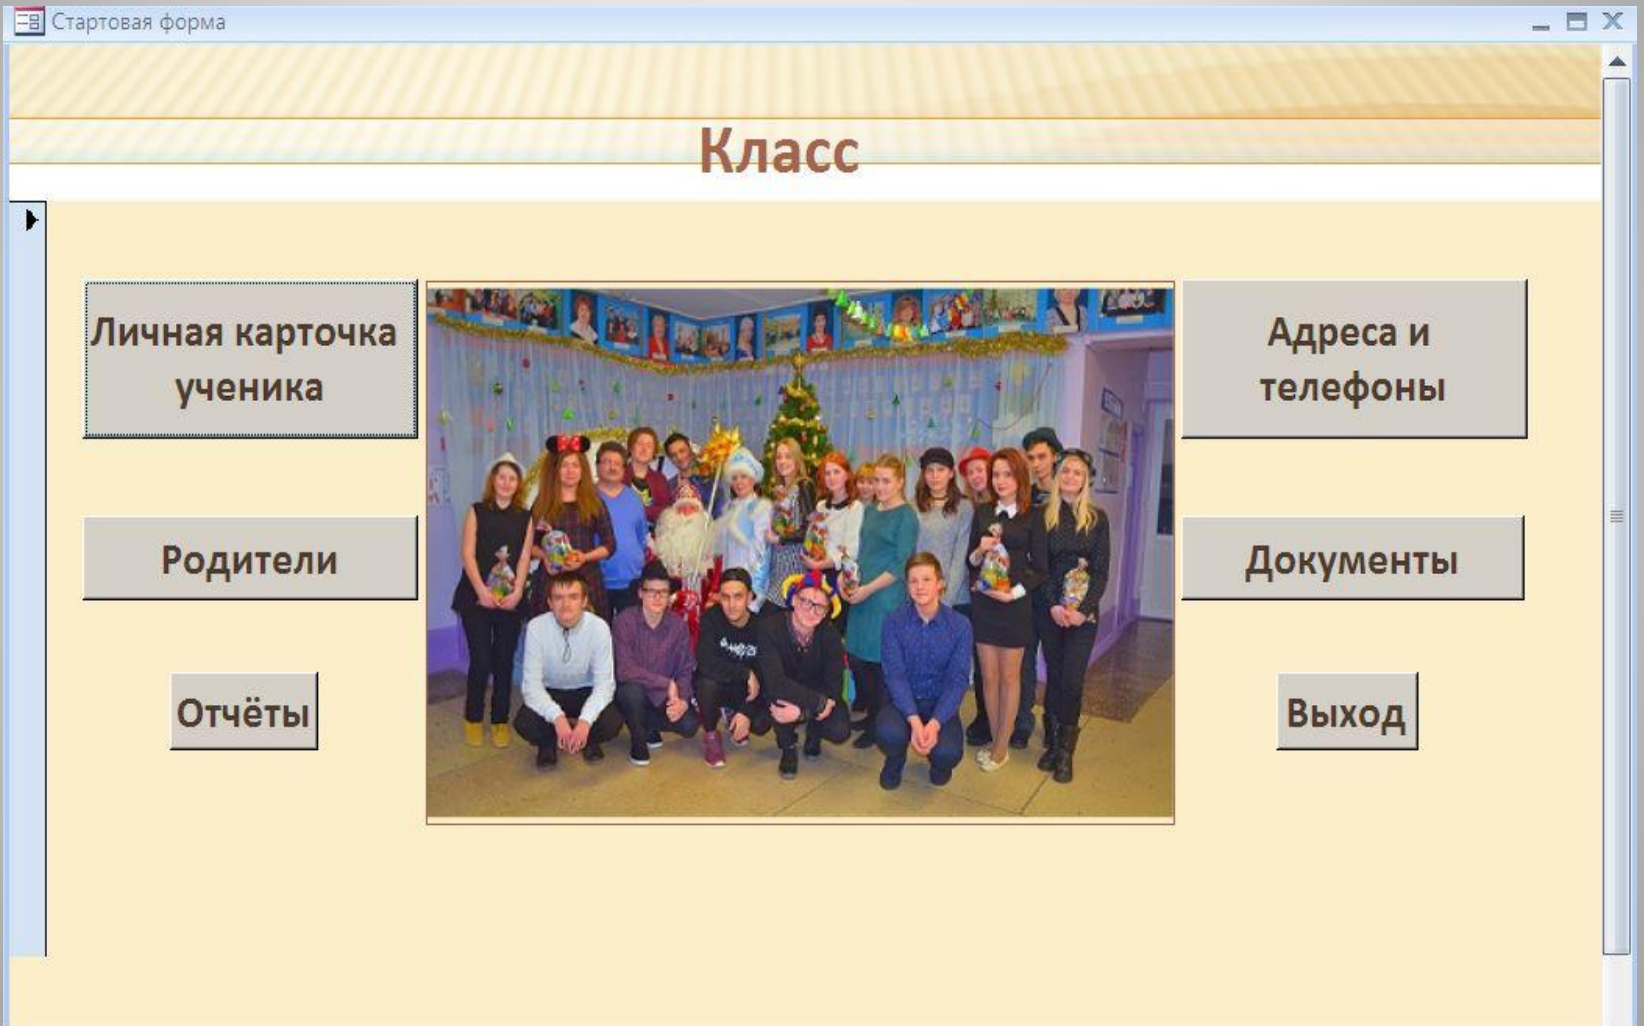 Стартовая форма
Класс
Личная карточка
ученика
Адреса и
телефоны
Родители
Документы
Отчёты
Выход